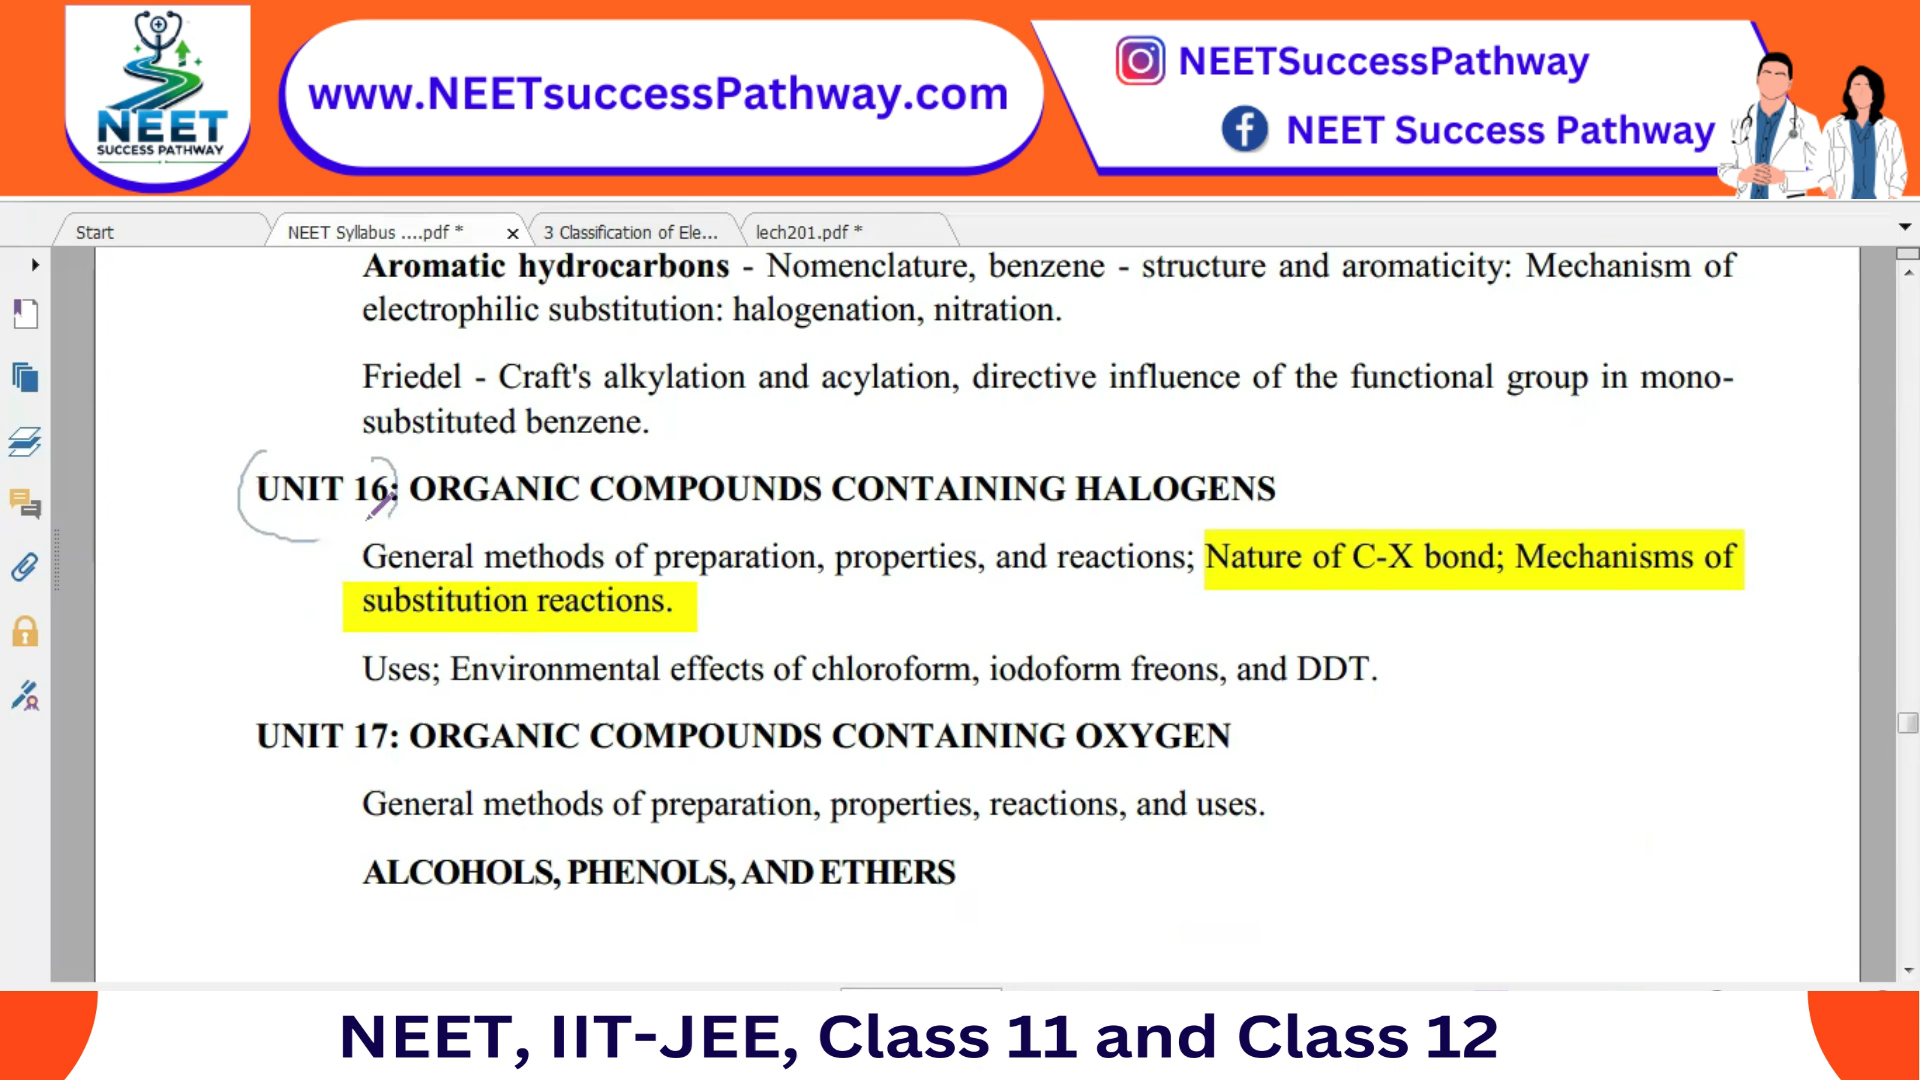 NEET
SUCCESS PATHWAY
www.NEETsuccessPathway.com
NEETSuccessPathway
NEET Success Pathway
Start
NEET Syllabus ....pdf *
3 Classification of Ele...
lech201.pdf *
Aromatic hydrocarbons - Nomenclature, benzene - structure and aromaticity: Mechanism of
electrophilic substitution: halogenation, nitration.
Friedel - Craft's alkylation and acylation, directive influence of the functional group in mono-
substituted benzene.
UNIT 16: ORGANIC COMPOUNDS CONTAINING HALOGENS
General methods of preparation, properties, and reactions; Nature of C-X bond; Mechanisms of
substitution reactions.
Uses; Environmental effects of chloroform, iodoform freons, and DDT.
UNIT 17: ORGANIC COMPOUNDS CONTAINING OXYGEN
General methods of preparation, properties, reactions, and uses.
ALCOHOLS, PHENOLS, AND ETHERS
NEET, IIT-JEE, Class 11 and Class 12